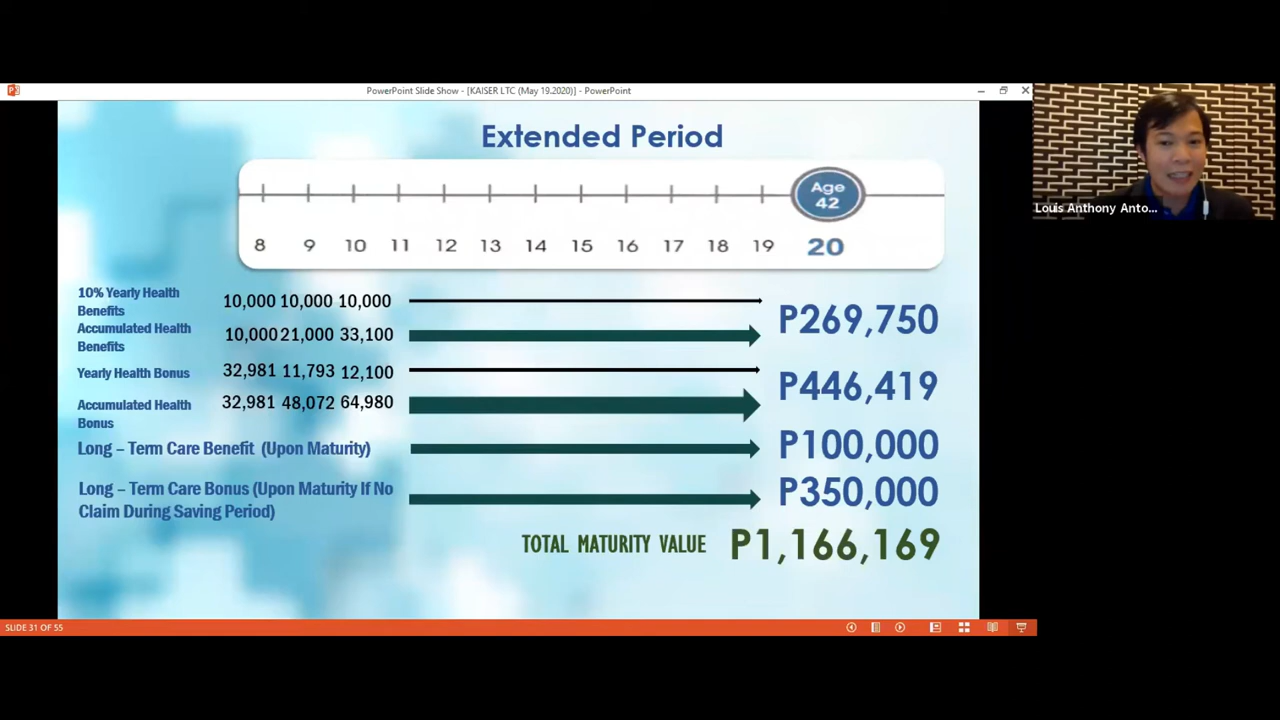 PowerPoint Slide Show - [KAISER LTC (May 19.2020)] - PowerPoint
Extended Period
Age
42
8 9 10 11 12 13 14 15 16 17 18 19 20
10% Yearly Health
Benefits
10,000 10,000 10,000
P269,750
Accumulated Health
Benefits
10,000 21,000 33,100
Yearly Health Bonus
32,981 11,793 12,100
P446,419
Accumulated Health
Bonus
32,981 48,072 64,980
Long – Term Care Benefit (Upon Maturity)
P100,000
Long – Term Care Bonus (Upon Maturity If No
Claim During Saving Period)
P350,000
TOTAL MATURITY VALUE P1,166,169
SLIDE 31 OF 55
Louis Anthony Anto...